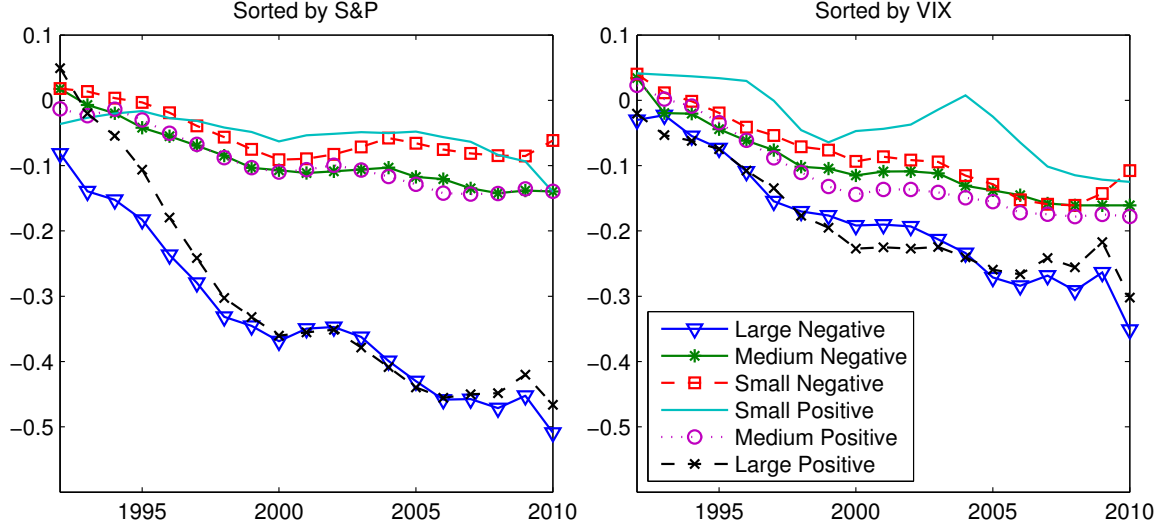 Sorted by S&P
Sorted by VIX
0.1
0
−0.1
−0.2
−0.3
−0.4
−0.5
1995
2000
2005
2010
0.1
0
−0.1
−0.2
−0.3
−0.4
−0.5
Large Negative
Medium Negative
Small Negative
Small Positive
Medium Positive
Large Positive
1995
2000
2005
2010